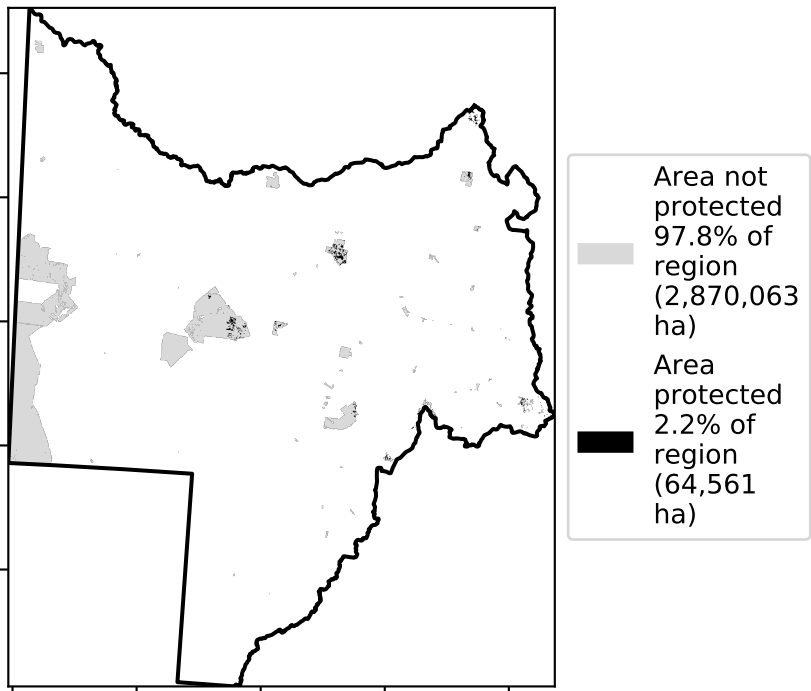 Area not
protected
97.8% of
region
(2,870,063
ha)
Area
protected
2.2% of
region
(64,561
ha)